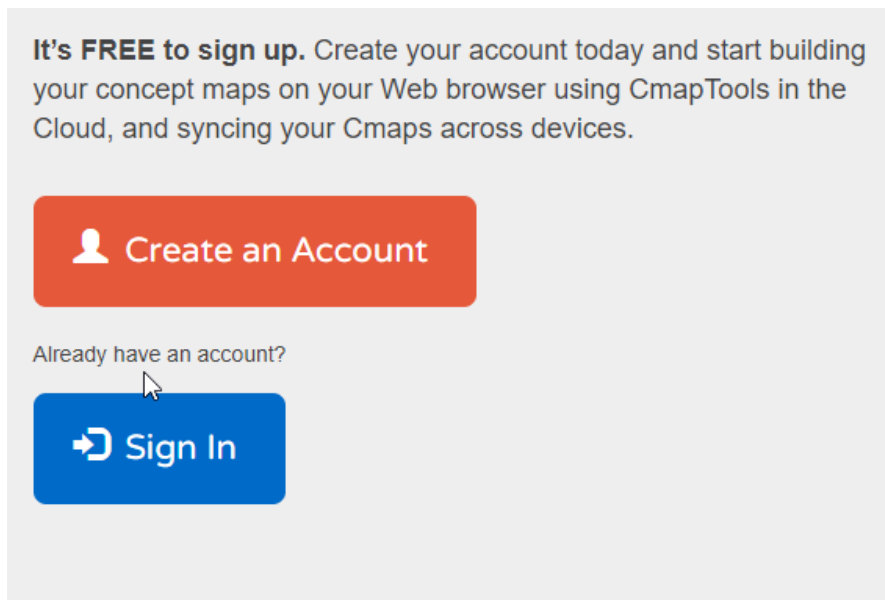 It’s FREE to sign up. Create your account today and start building
your concept maps on your Web browser using CmapTools in the
Cloud, and syncing your Cmaps across devices.
Create an Account
Already have an account?
Sign In